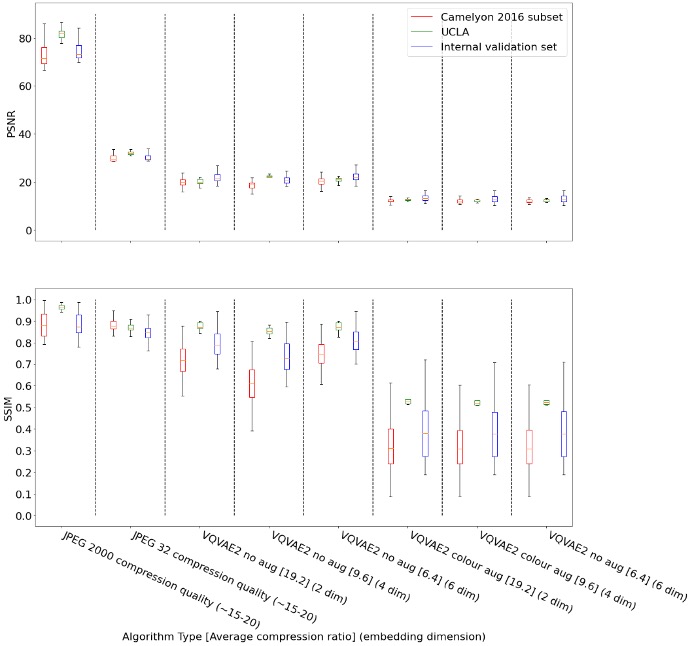 Camelyon 2016 subset
UCLA
Internal validation set
PSNR
80
60
40
20
0
SSIM
1.0
0.9
0.8
0.7
0.6
0.5
0.4
0.3
0.2
0.1
0.0
JPEG 2000 compression quality (~15-20)
JPEG 32 compression quality (~15-20)
VQVAE2 no aug [19.2] (2 dim)
VQVAE2 no aug [9.6] (4 dim)
VQVAE2 no aug [6.4] (6 dim)
VQVAE2 colour aug [19.2] (2 dim)
VQVAE2 colour aug [9.6] (4 dim)
VQVAE2 no aug [6.4] (6 dim)
Algorithm Type [Average compression ratio] (embedding dimension)